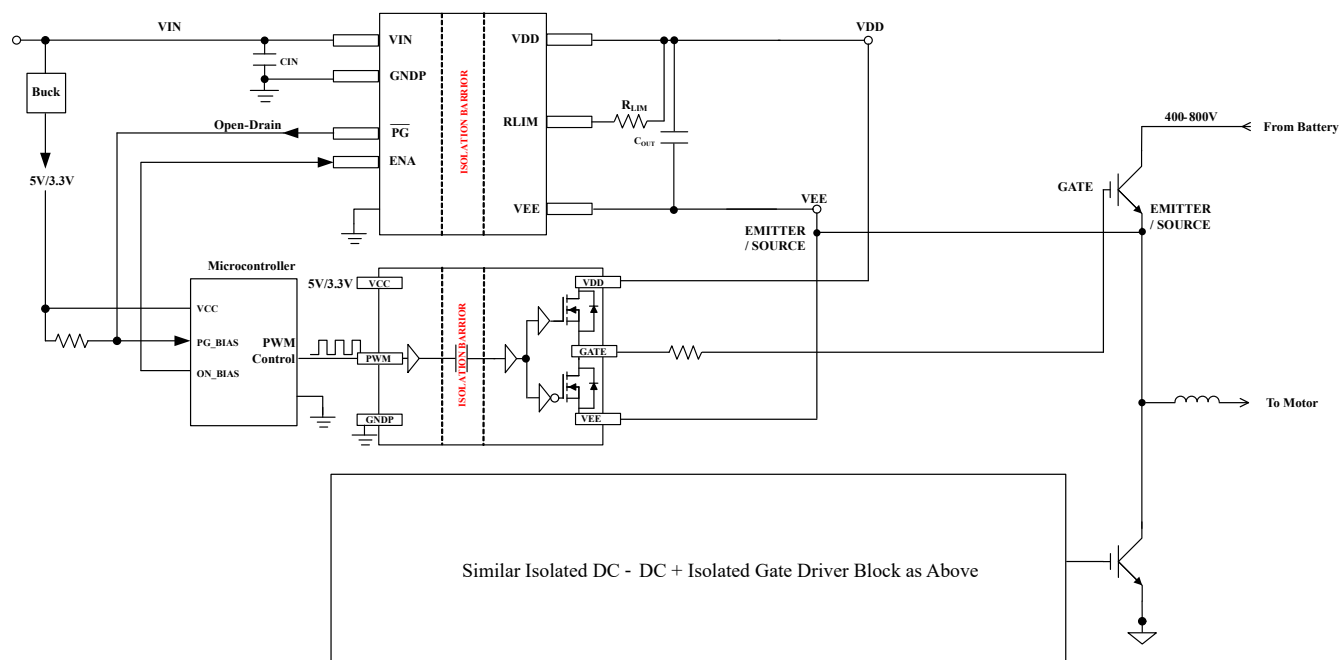 VIN
VIN
CIN
GNDP
Buck
Open-Drain
PG
ENA
5V/3.3V
ISOLATION BARRIER
VDD
RLIM
VEE
RLIM
COUT
VDD
VEE
EMITTER
/ SOURCE
400-800V
From Battery
GATE
EMITTER
/ SOURCE
Microcontroller
VCC
PG_BIAS
ON_BIAS
PWM
Control
5V/3.3V
VCC
PWM
GNDP
ISOLATION BARRIER
VDD
GATE
VEE
To Motor
Similar Isolated DC - DC + Isolated Gate Driver Block as Above